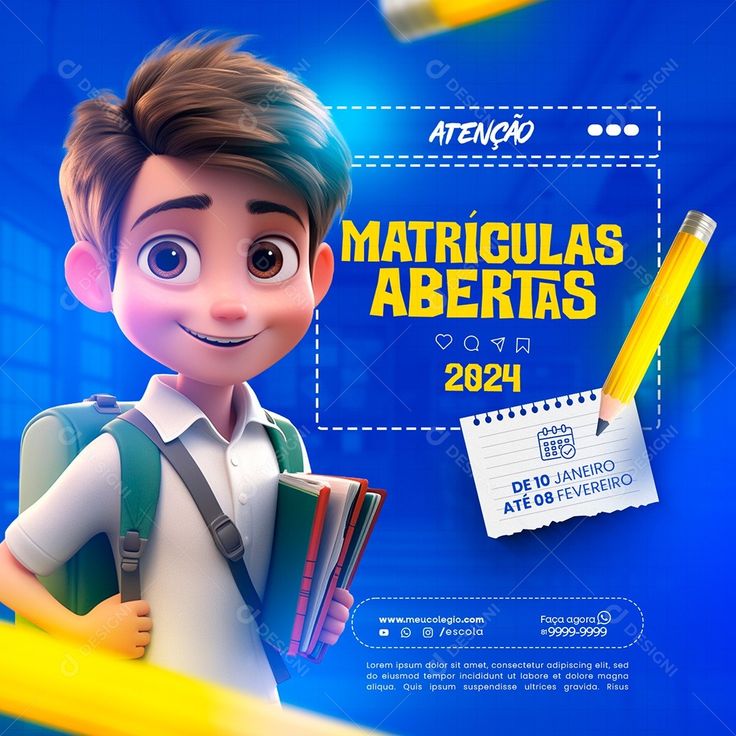 ATENÇÃO
MATRÍCULAS
ABERTAS
2024
DE 10 JANEIRO
ATÉ 08 FEVEREIRO
www.meucolegio.com
/escola
Faça agora
81 9999-9999
Lorem ipsum dolor sit amet, consectetur adipiscing elit,
sed do eiusmod tempor incididunt ut labore et dolore magna
aliqua. Quis ipsum suspendisse ultrices gravida. Risus
DESIGNI